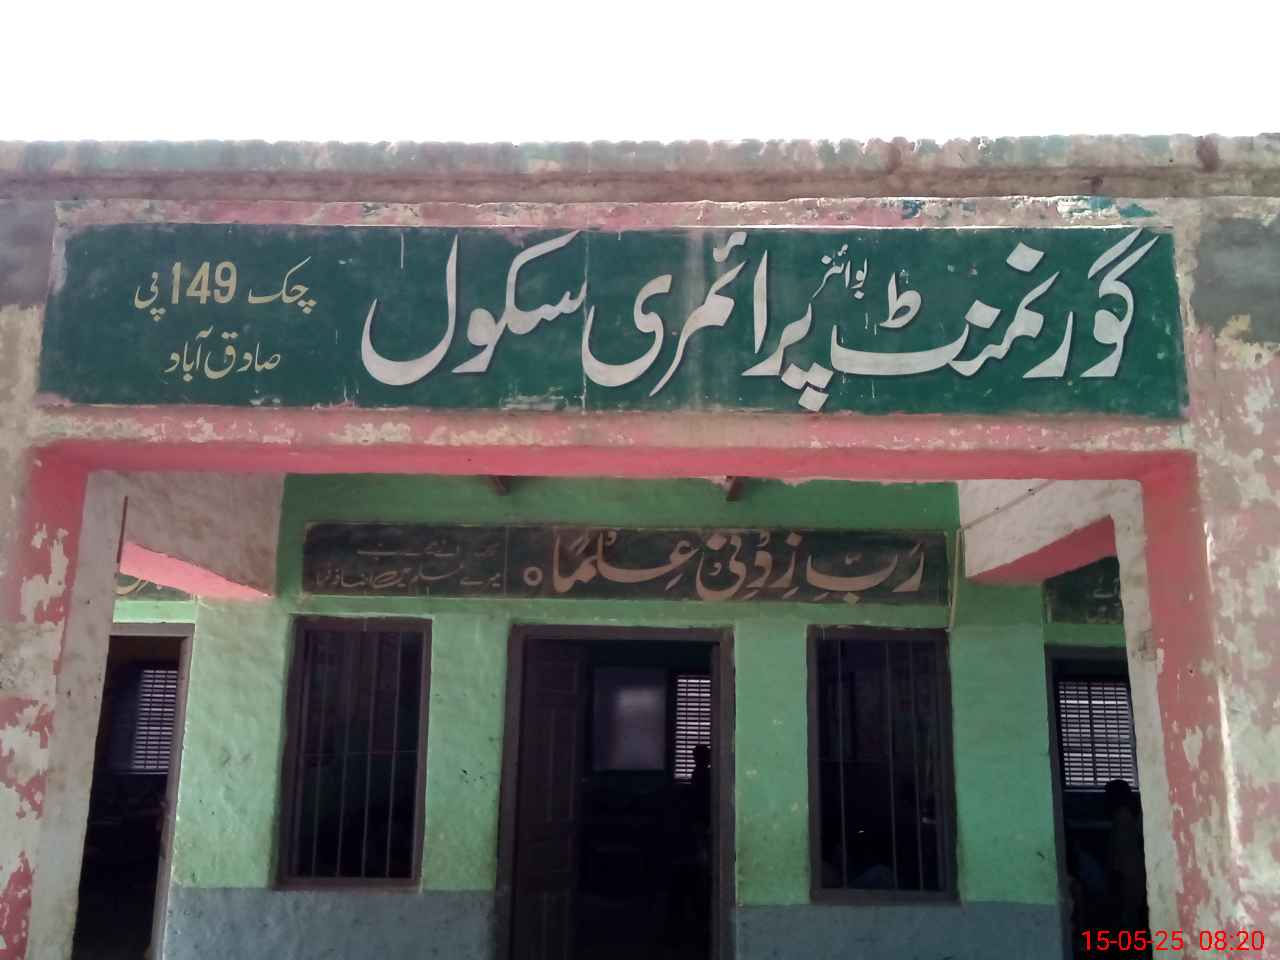 گورنمنٹ بوائز پرائمری سکول
چک 149 پی
صادق آباد
رَبِّ زِدْنِی عِلْمًا
15-05-25 08:20